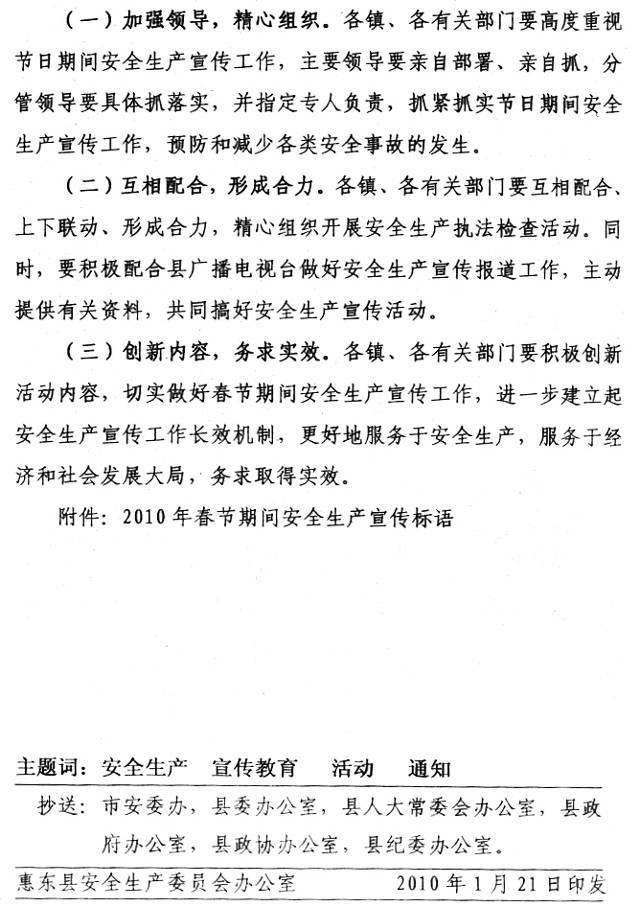 （一）加强领导，精心组织。各镇、各有关部门要高度重视
节日期间安全生产宣传工作，主要领导要亲自部署、亲自抓，分
管领导要具体抓落实，并指定专人负责，抓紧抓实节日期间安全
生产宣传工作，预防和减少各类安全事故的发生。
（二）互相配合，形成合力。各镇、各有关部门要互相配合、
上下联动、形成合力，精心组织开展安全生产执法检查活动。同
时，要积极配合县广播电视台做好安全生产宣传报道工作，主动
提供有关资料，共同搞好安全生产宣传活动。
（三）创新内容，务求实效。各镇、各有关部门要积极创新
活动内容，切实做好春节期间安全生产宣传工作，进一步建立起
安全生产宣传工作长效机制，更好地服务于安全生产，服务于经
济和社会发展大局，务求取得实效。
附件：2010年春节期间安全生产宣传标语
主题词：安全生产 宣传教育 活动 通知
抄送：市安委办，县委办公室，县人大常委会办公室，县政
府办公室，县政协办公室，县纪委办公室。
惠东县安全生产委员会办公室 2010年1月21日印发